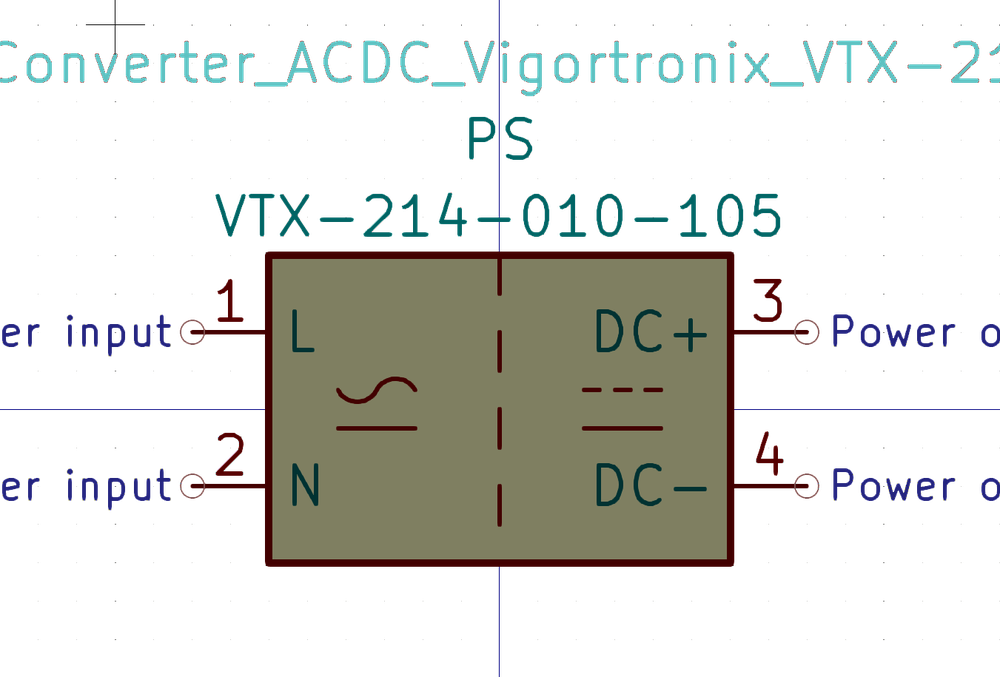 Converter_ACDC_Vigortronix_VTX-21
PS
VTX-214-010-105
1 3
L DC+
er input Power o
2 4
N DC-
er input Power o